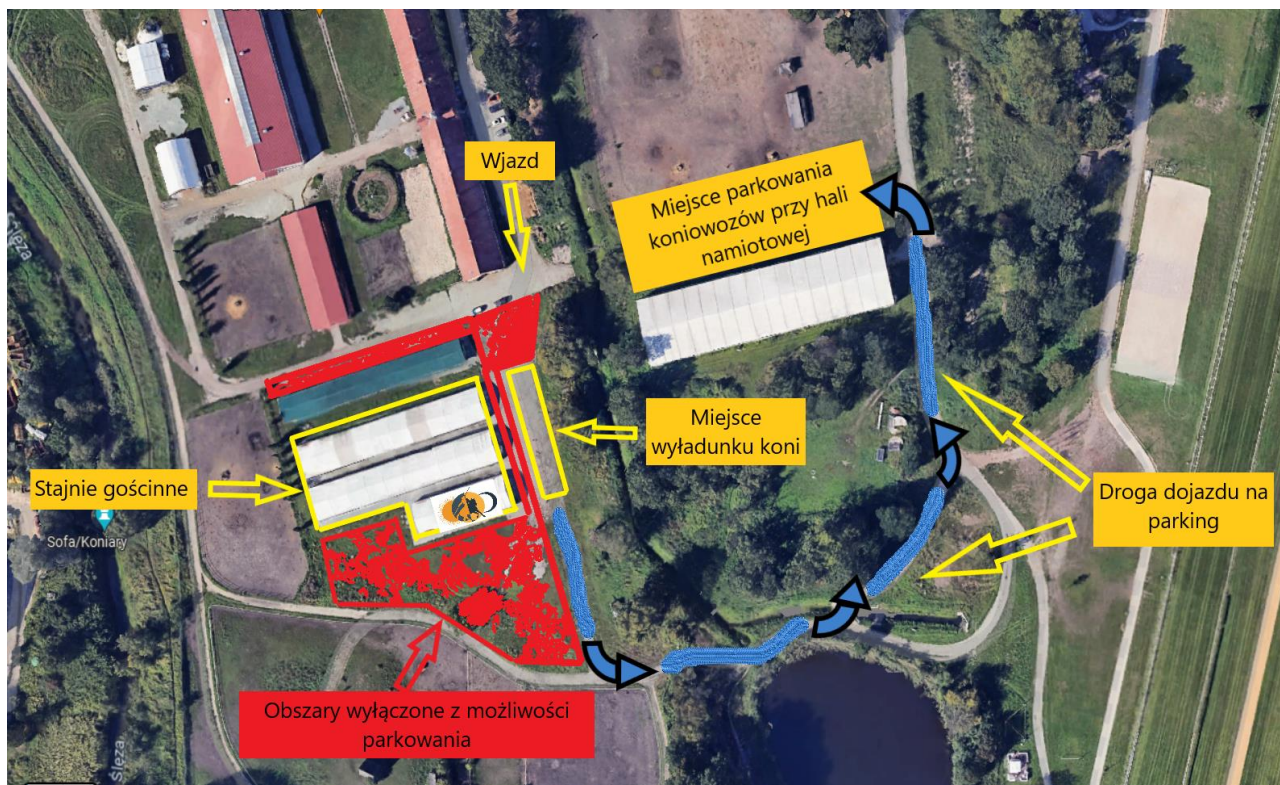 Wjazd
Miejsce parkowania
koniowozów przy hali
namiotowej
Miejsce
wyładunku koni
Stajnie gościnne
Droga dojazdu na
parking
Sofa/Koniary
Obszary wyłączone z możliwości
parkowania
Ślęza
Ślęza